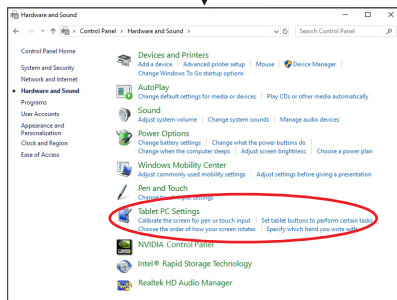 Hardware and Sound
Control Panel > Hardware and Sound >
Search Control Panel
Control Panel Home
System and Security
Network and Internet
Hardware and Sound
Programs
User Accounts
Appearance and
Personalization
Clock and Region
Ease of Access
Devices and Printers
Add a device | Advanced printer setup | Mouse | Device Manager |
Change Windows To Go startup options
AutoPlay
Change default settings for media or devices | Play CDs or other media automatically
Sound
Adjust system volume | Change system sounds | Manage audio devices
Power Options
Change battery settings | Change what the power buttons do |
Change when the computer sleeps | Adjust screen brightness | Choose a power plan
Windows Mobility Center
Adjust commonly used mobility settings | Adjust settings before giving a presentation
Pen and Touch
Change touch input settings
Tablet PC Settings
Calibrate the screen for pen or touch input | Set tablet buttons to perform certain tasks
Choose the order of how your screen rotates | Specify which hand you write with
NVIDIA Control Panel
Intel® Rapid Storage Technology
Realtek HD Audio Manager